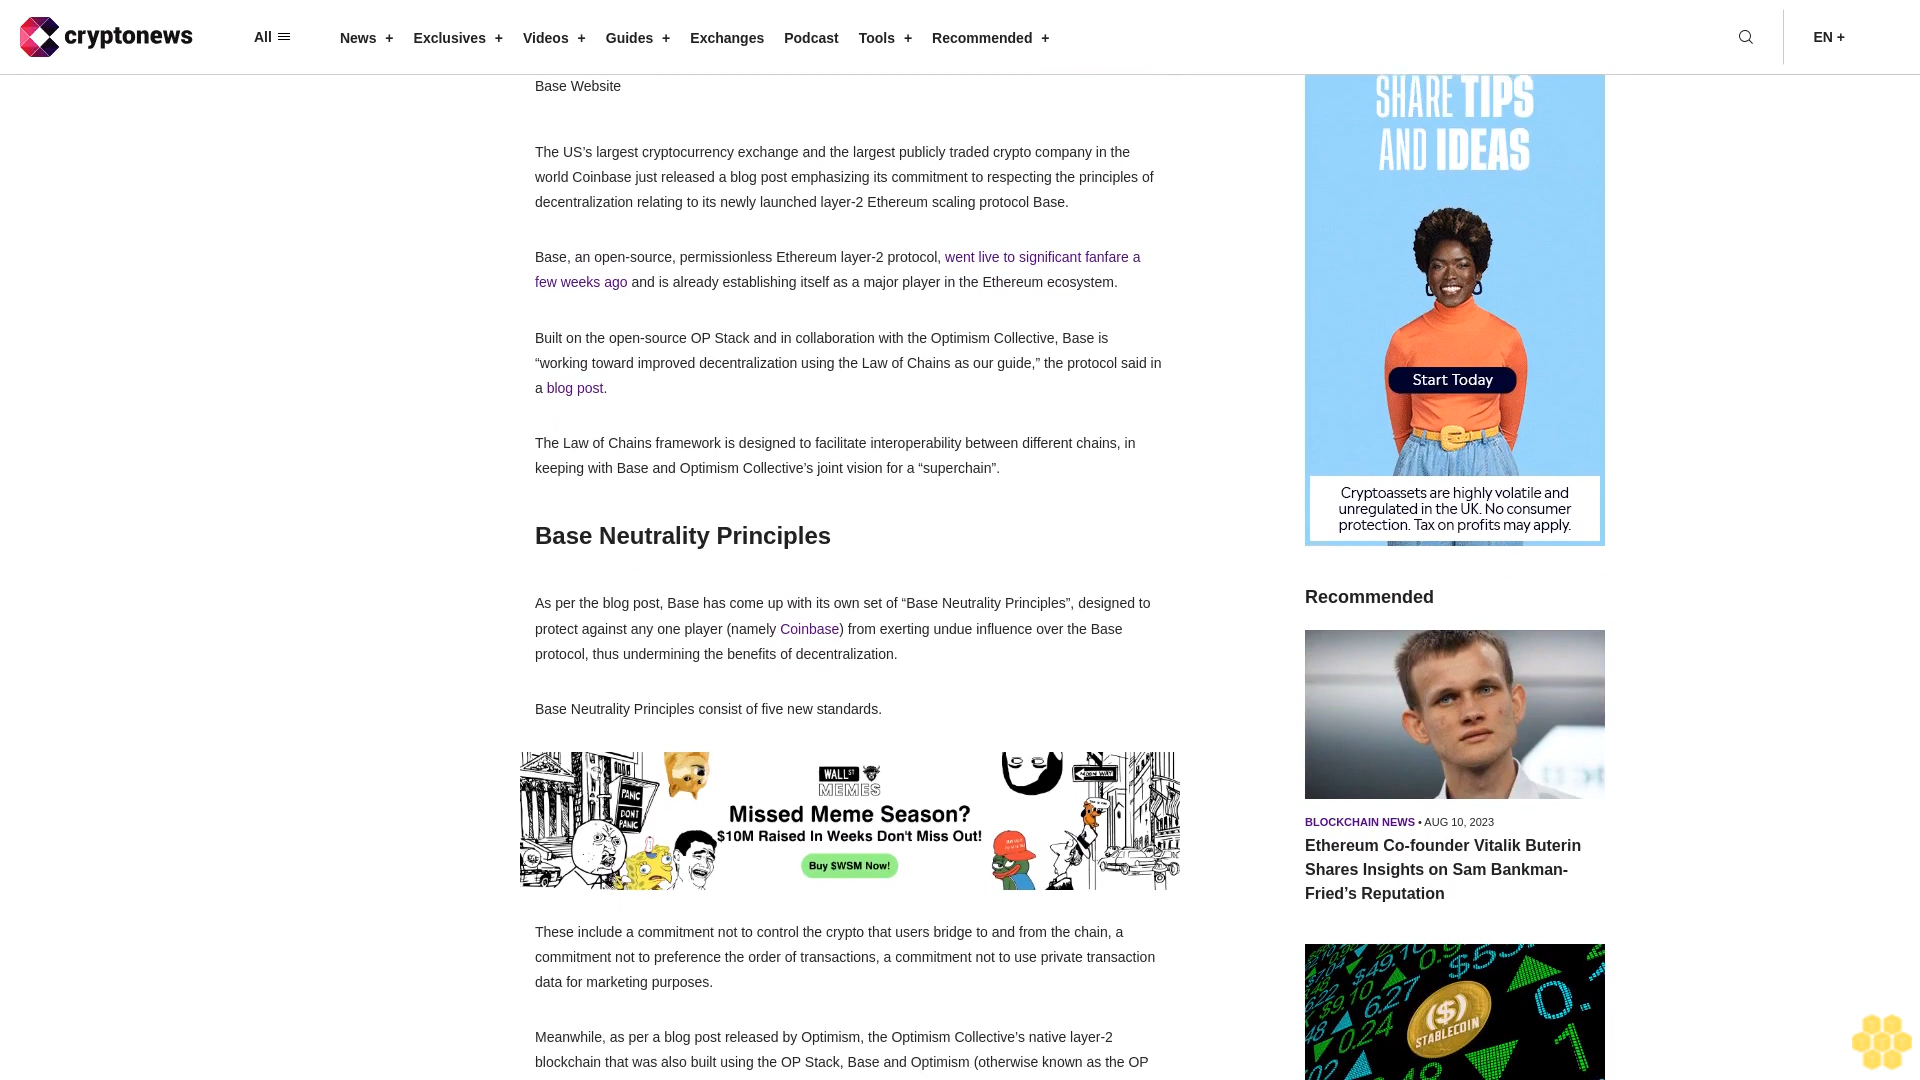 cryptonews
All
News +
Exclusives +
Videos +
Guides +
Exchanges
Podcast
Tools +
Recommended +
EN +
Base Website
The US’s largest cryptocurrency exchange and the largest publicly traded crypto company in the
world Coinbase just released a blog post emphasizing its commitment to respecting the principles of
decentralization relating to its newly launched layer-2 Ethereum scaling protocol Base.
Base, an open-source, permissionless Ethereum layer-2 protocol, went live to significant fanfare a
few weeks ago and is already establishing itself as a major player in the Ethereum ecosystem.
Built on the open-source OP Stack and in collaboration with the Optimism Collective, Base is
“working toward improved decentralization using the Law of Chains as our guide,” the protocol said in
a blog post.
The Law of Chains framework is designed to facilitate interoperability between different chains, in
keeping with Base and Optimism Collective’s joint vision for a “superchain”.
Base Neutrality Principles
As per the blog post, Base has come up with its own set of “Base Neutrality Principles”, designed to
protect against any one player (namely Coinbase) from exerting undue influence over the Base
protocol, thus undermining the benefits of decentralization.
Base Neutrality Principles consist of five new standards.
PANIC
DONT
PANIC
WALL ST
MEMES
Missed Meme Season?
$10M Raised In Weeks Don't Miss Out!
Buy $WSM Now!
WAY
These include a commitment not to control the crypto that users bridge to and from the chain, a
commitment not to preference the order of transactions, a commitment not to use private transaction
data for marketing purposes.
Meanwhile, as per a blog post released by Optimism, the Optimism Collective’s native layer-2
blockchain that was also built using the OP Stack, Base and Optimism (otherwise known as the OP
SHARE TIPS
AND IDEAS
Start Today
Cryptoassets are highly volatile and
unregulated in the UK. No consumer
protection. Tax on profits may apply.
Recommended
BLOCKCHAIN NEWS • AUG 10, 2023
Ethereum Co-founder Vitalik Buterin
Shares Insights on Sam Bankman-
Fried’s Reputation
$49.10
0.9
$9.10
6.27
0.24
($)
STABLECOIN
0.
1